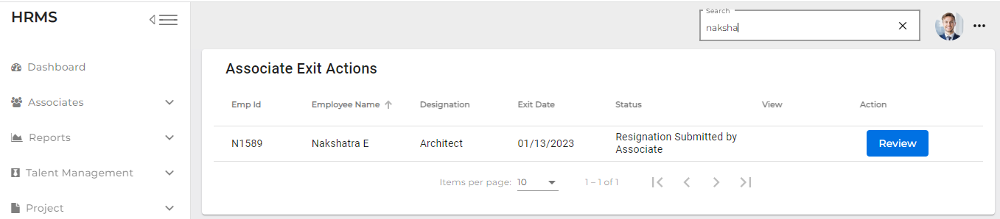 HRMS
Search
naksha
Dashboard
Associates
Reports
Talent Management
Project
Associate Exit Actions
Emp Id Employee Name Designation Exit Date Status View Action
N1589 Nakshatra E Architect 01/13/2023 Resignation Submitted by
Associate
Review
Items per page: 10 1 – 1 of 1